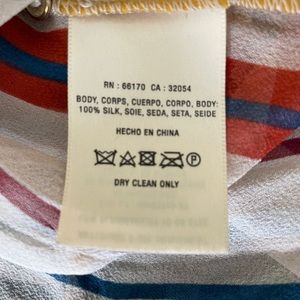 RN : 66170 CA : 32054
BODY, CORPS, CUERPO, CORPO, BODY:
100% SILK, SOIE, SEDA, SETA, SEIDE
HECHO EN CHINA
P
DRY CLEAN ONLY